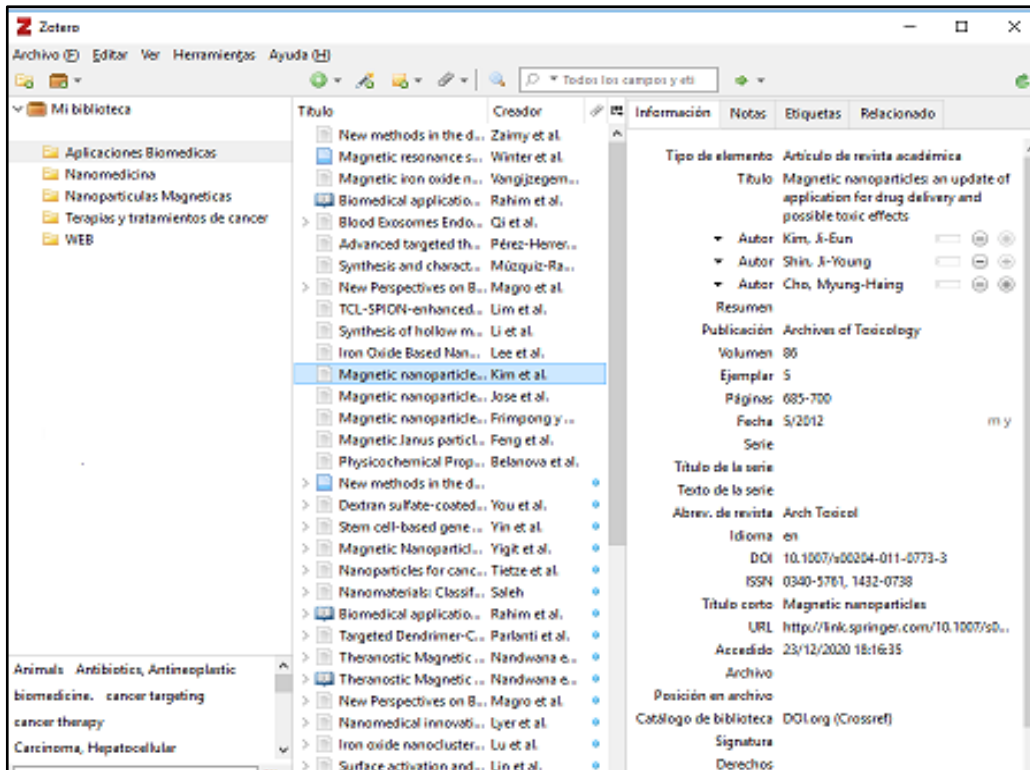 Zotero
Archivo (F) Editar Ver Herramientas Ayuda (H)
Todos los campos y eti
Mi biblioteca
Aplicaciones Biomedicas
Nanomedicina
Nanoparticulas Magneticas
Terapias y tratamientos de cancer
WEB
Animals Antibiotics, Antineoplastic
biomedicine. cancer targeting
cancer therapy
Carcinoma, Hepatocellular
Título Creador
New methods in the d... Zaimy et al.
Magnetic resonance s... Winter et al.
Magnetic iron oxide n... Vangijzegem...
Biomedical applicatio... Rahim et al.
Blood Exosomes Endo... Qi et al.
Advanced targeted th... Pérez-Herrer...
Synthesis and charact... Múzquiz-Ra...
New Perspectives on B... Magro et al.
TCL-SPION-enhanced... Lim et al.
Synthesis of hollow m... Li et al.
Iron Oxide Based Nan... Lee et al.
Magnetic nanoparticle... Kim et al.
Magnetic nanoparticle... Jose et al.
Magnetic nanoparticle... Frimpong y ...
Magnetic Janus particl... Feng et al.
Physicochemical Prop... Belanova et al.
New methods in the d...
Dextran sulfate-coated... You et al.
Stem cell-based gene ... Yin et al.
Magnetic Nanoparticl... Yigit et al.
Nanoparticles for canc... Tietze et al.
Nanomaterials: Classif... Saleh
Biomedical applicatio... Rahim et al.
Targeted Dendrimer-C... Parlanti et al.
Theranostic Magnetic ... Nandwana e...
Theranostic Magnetic ... Nandwana e...
New Perspectives on B... Magro et al.
Nanomedical innovati... Lyer et al.
Iron oxide nanocluster... Lu et al.
Surface activation and... Lin et al.
Información Notas Etiquetas Relacionado
Tipo de elemento Artículo de revista académica
Título Magnetic nanoparticles: an update of
application for drug delivery and
possible toxic effects
Autor Kim, Ji-Eun
Autor Shin, Ji-Young
Autor Cho, Myung-Haing
Resumen
Publicación Archives of Toxicology
Volumen 86
Ejemplar 5
Páginas 685-700
Fecha 5/2012 m y
Serie
Título de la serie
Texto de la serie
Abrev. de revista Arch Toxicol
Idioma en
DOI 10.1007/s00204-011-0773-3
ISSN 0340-5761, 1432-0738
Título corto Magnetic nanoparticles
URL http://link.springer.com/10.1007/s0...
Accedido 23/12/2020 18:16:35
Archivo
Posición en archivo
Catálogo de biblioteca DOI.org (Crossref)
Signatura
Derechos